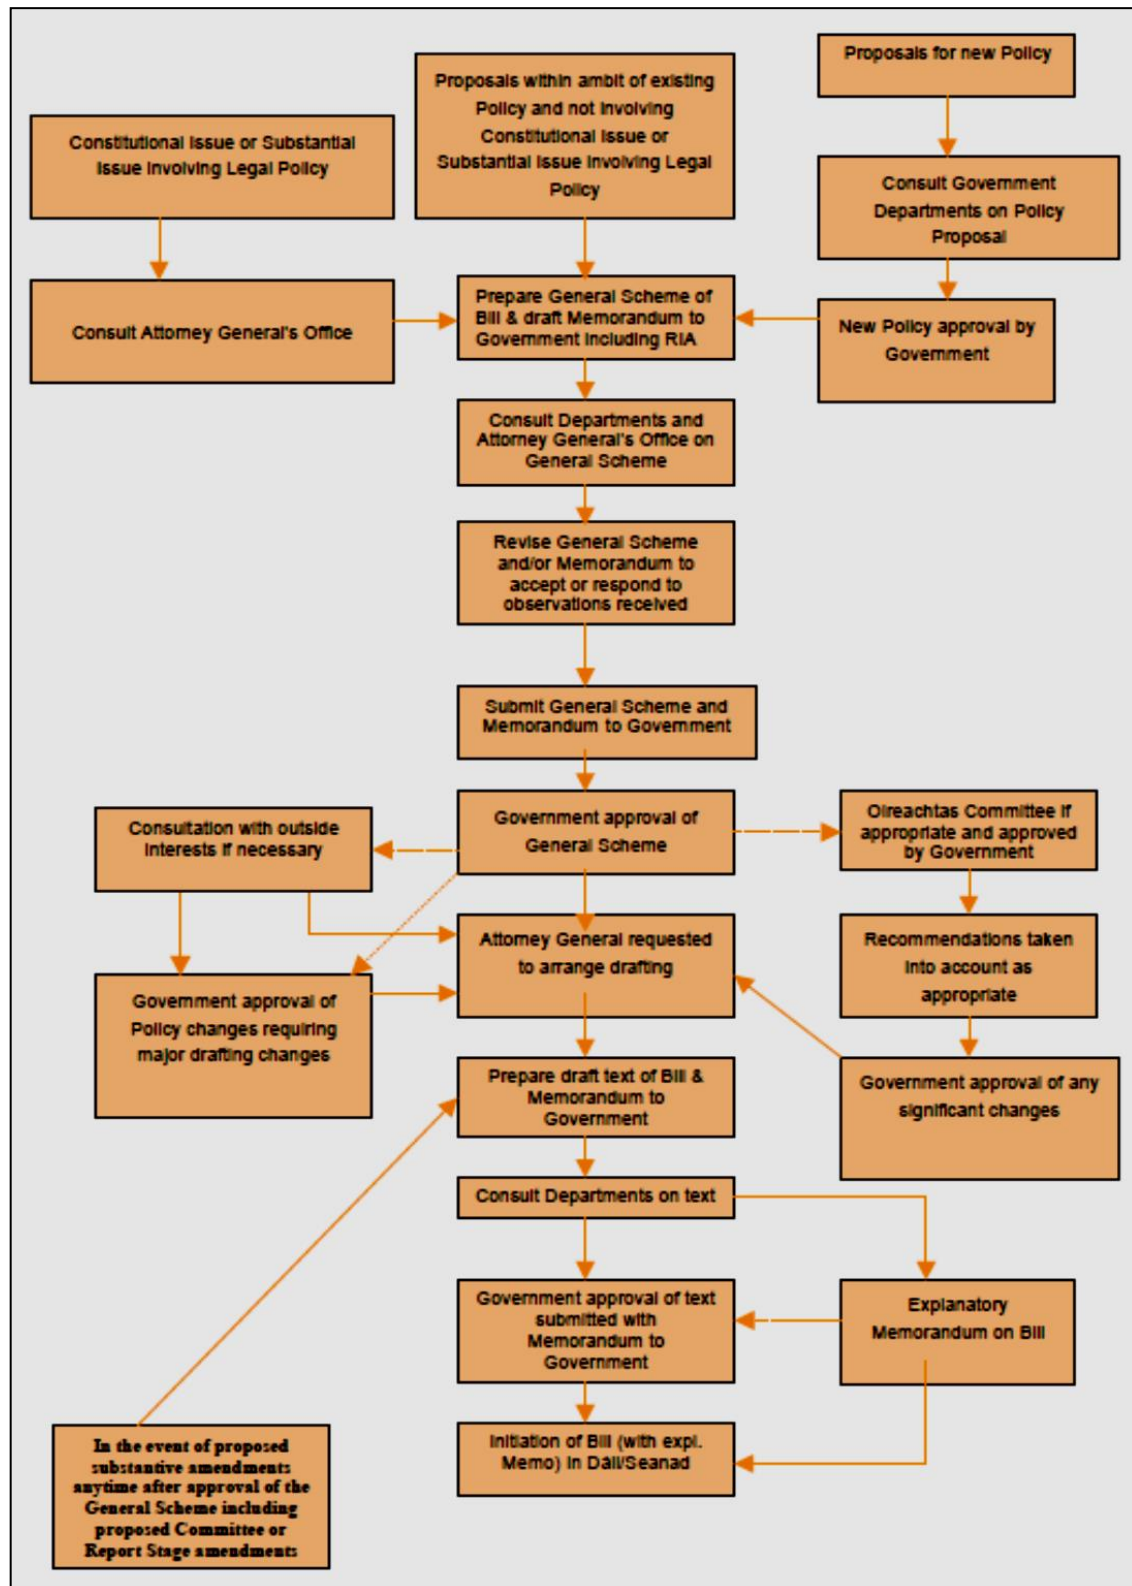 Proposals for new Policy
Proposals within ambit of existing
Policy and not involving
Constitutional Issue or
Substantial Issue Involving Legal
Policy
Constitutional Issue or Substantial
Issue Involving Legal Policy
Consult Government
Departments on Policy
Proposal
Consult Attorney General's Office
Prepare General Scheme of
Bill & draft Memorandum to
Government Including RIA
New Policy approval by
Government
Consult Departments and
Attorney General's Office on
General Scheme
Revise General Scheme
and/or Memorandum to
accept or respond to
observations received
Submit General Scheme and
Memorandum to Government
Consultation with outside
Interests if necessary
Government approval of
General Scheme
Oireachtas Committee if
appropriate and approved
by Government
Attorney General requested
to arrange drafting
Recommendations taken
into account as
appropriate
Government approval of
Policy changes requiring
major drafting changes
Prepare draft text of Bill &
Memorandum to
Government
Government approval of any
significant changes
Consult Departments on text
Government approval of text
submitted with
Memorandum to
Government
Explanatory
Memorandum on Bill
Initiation of Bill (with expl.
Memo) in Dáil/Seanad
In the event of proposed
substantive amendments
anytime after approval of the
General Scheme including
proposed Committee or
Report Stage amendments